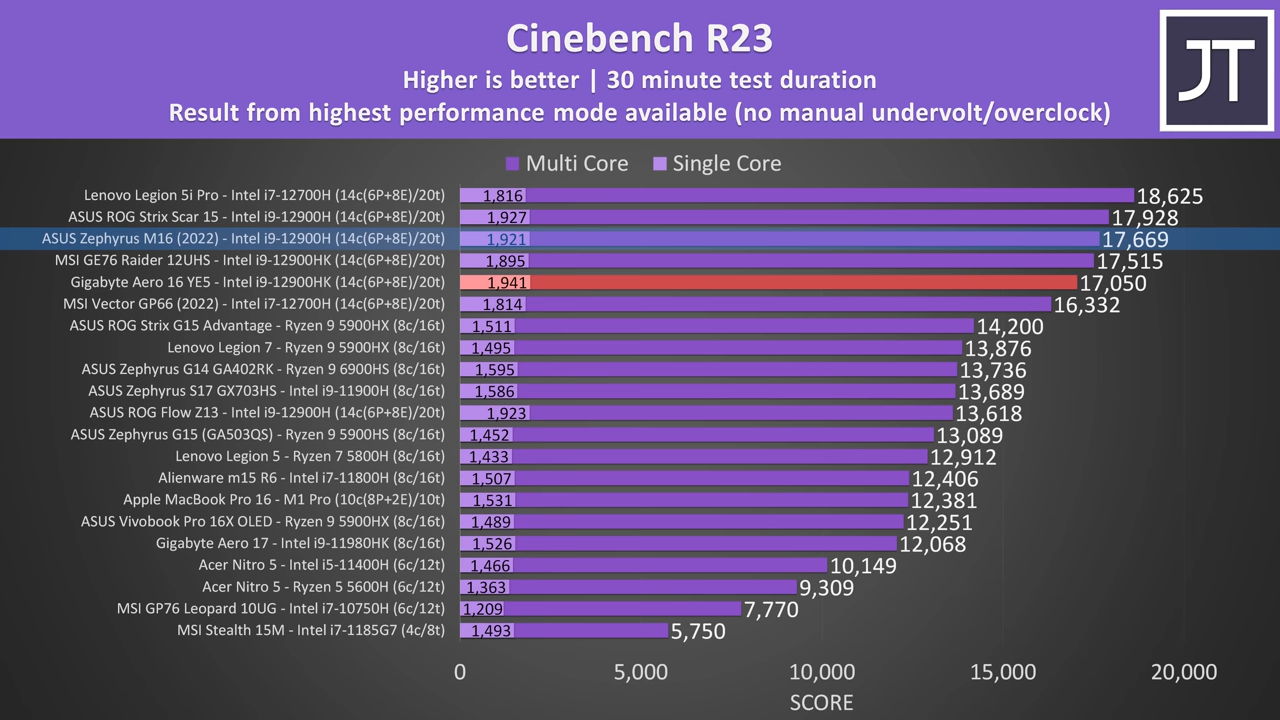 Cinebench R23
Higher is better | 30 minute test duration
Result from highest performance mode available (no manual undervolt/overclock)
JT
Multi Core Single Core
Lenovo Legion 5i Pro - Intel i7-12700H (14c(6P+8E)/20t) 1,816 18,625
ASUS ROG Strix Scar 15 - Intel i9-12900H (14c(6P+8E)/20t) 1,927 17,928
ASUS Zephyrus M16 (2022) - Intel i9-12900H (14c(6P+8E)/20t) 1,921 17,669
MSI GE76 Raider 12UHS - Intel i9-12900HK (14c(6P+8E)/20t) 1,895 17,515
Gigabyte Aero 16 YE5 - Intel i9-12900HK (14c(6P+8E)/20t) 1,941 17,050
MSI Vector GP66 (2022) - Intel i7-12700H (14c(6P+8E)/20t) 1,814 16,332
ASUS ROG Strix G15 Advantage - Ryzen 9 5900HX (8c/16t) 1,511 14,200
Lenovo Legion 7 - Ryzen 9 5900HX (8c/16t) 1,495 13,876
ASUS Zephyrus G14 GA402RK - Ryzen 9 6900HS (8c/16t) 1,595 13,736
ASUS Zephyrus S17 GX703HS - Intel i9-11900H (8c/16t) 1,586 13,689
ASUS ROG Flow Z13 - Intel i9-12900H (14c(6P+8E)/20t) 1,923 13,618
ASUS Zephyrus G15 (GA503QS) - Ryzen 9 5900HS (8c/16t) 1,452 13,089
Lenovo Legion 5 - Ryzen 7 5800H (8c/16t) 1,433 12,912
Alienware m15 R6 - Intel i7-11800H (8c/16t) 1,507 12,406
Apple MacBook Pro 16 - M1 Pro (10c(8P+2E)/10t) 1,531 12,381
ASUS Vivobook Pro 16X OLED - Ryzen 9 5900HX (8c/16t) 1,489 12,251
Gigabyte Aero 17 - Intel i9-11980HK (8c/16t) 1,526 12,068
Acer Nitro 5 - Intel i5-11400H (6c/12t) 1,466 10,149
Acer Nitro 5 - Ryzen 5 5600H (6c/12t) 1,363 9,309
MSI GP76 Leopard 10UG - Intel i7-10750H (6c/12t) 1,209 7,770
MSI Stealth 15M - Intel i7-1185G7 (4c/8t) 1,493 5,750
0 5,000 10,000 15,000 20,000
SCORE